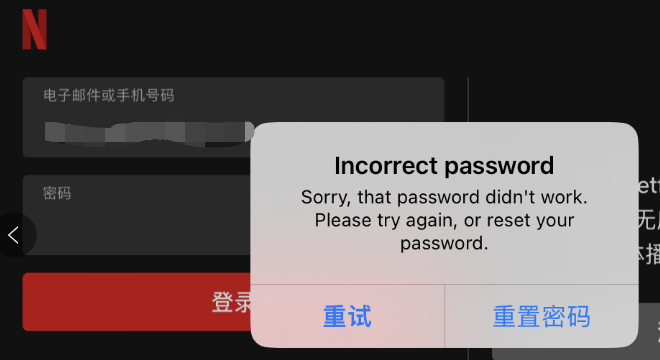 N
电子邮件或手机号码
密码
登录
Incorrect password
Sorry, that password didn't work.
Please try again, or reset your
password.
重试
重置密码